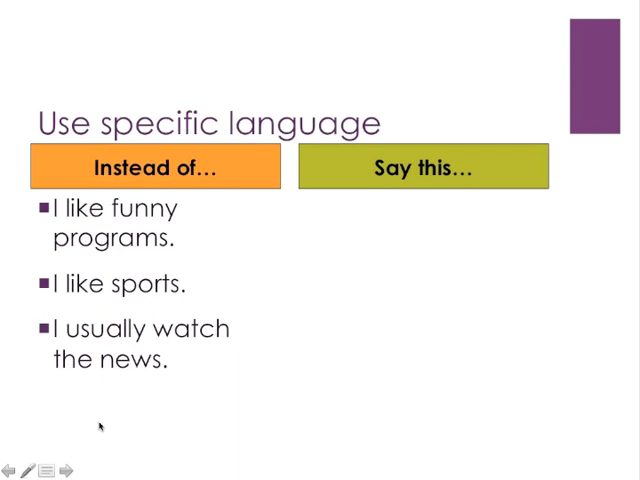 Use specific language
Instead of…
Say this…
I like funny
programs.
I like sports.
I usually watch
the news.